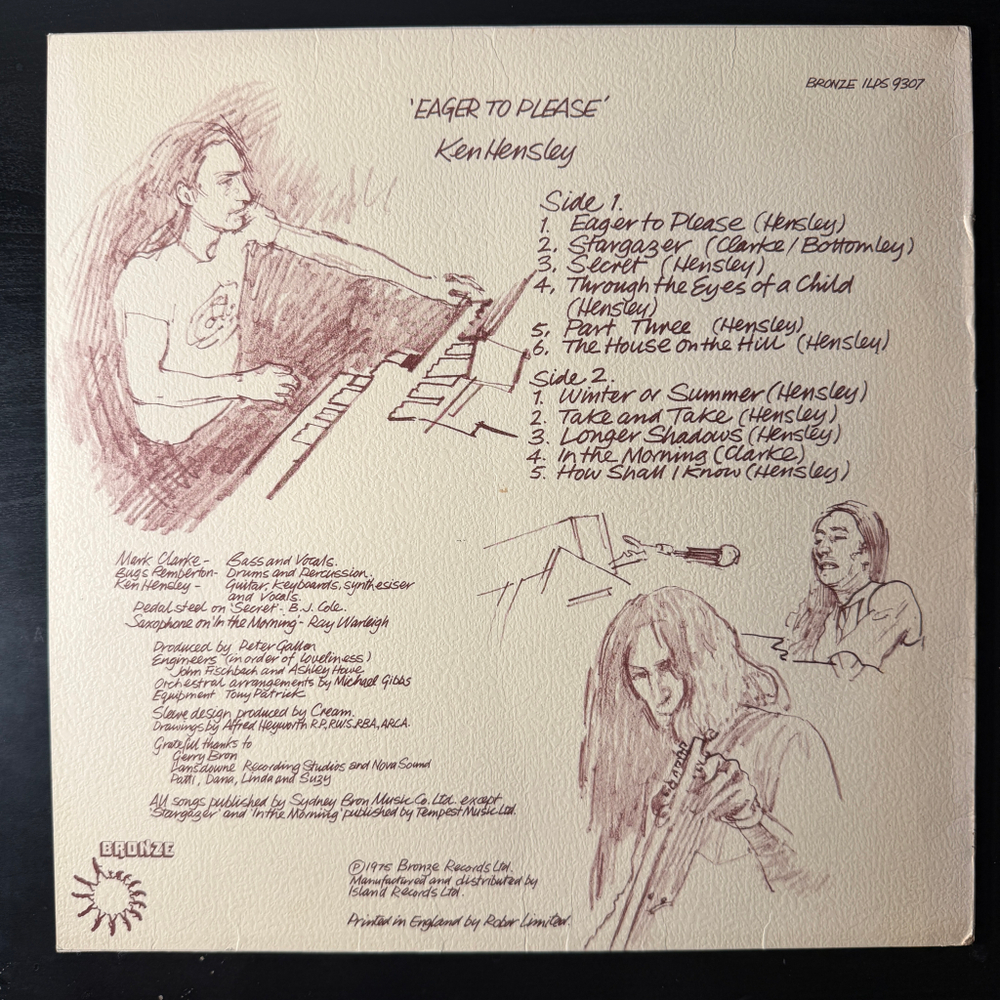 BRONZE ILPS 9307
'EAGER TO PLEASE'
Ken Hensley
Side 1.
1. Eager to Please (Hensley)
2. Stargazer (Clarke/Bottomley)
3. Secret (Hensley)
4. Through the Eyes of a Child
(Hensley)
5. Part Three (Hensley)
6. The House on the Hill (Hensley)
Side 2.
1. Winter or Summer (Hensley)
2. Take and Take (Hensley)
3. Longer Shadows (Hensley)
4. In the Morning (Clarke)
5. How Shall I Know (Hensley)
Mark Clarke - Bass and Vocals.
Bugs Pemberton - Drums and Percussion.
Ken Hensley - Guitar, Keyboards, Synthesiser
and Vocals.
Pedal steel on 'Secret' - B.J. Cole.
Saxophone on 'In the Morning' - Ray Warleigh
Produced by Peter Gallen
Engineers (in order of loveliness)
John Fischbach and Ashley Howe
Orchestral arrangements by Michael Gibbs
Equipment Tony Patrick
Sleeve design produced by Cream.
Drawings by Alfred Heyworth R.P., R.W.S., R.B.A., A.R.C.A.
Grateful thanks to
Gerry Bron
Lansdowne Recording Studios and Nova Sound
Patti, Dana, Linda and Suzy
All songs published by Sydney Bron Music Co. Ltd. except
'Stargazer' and 'In the Morning' published by Tempest Music Ltd.
BRONZE
℗1975 Bronze Records Ltd.
Manufactured and distributed by
Island Records Ltd.
Printed in England by Robor Limited.